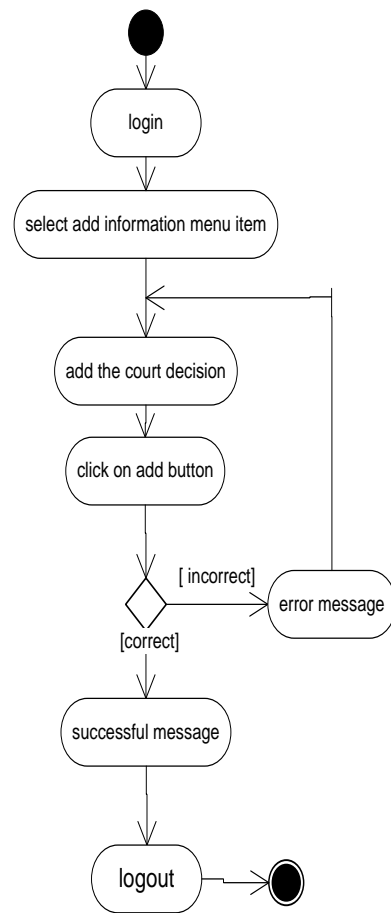 login
select add information menu item
add the court decision
click on add button
[ incorrect]
error message
[correct]
successful message
logout